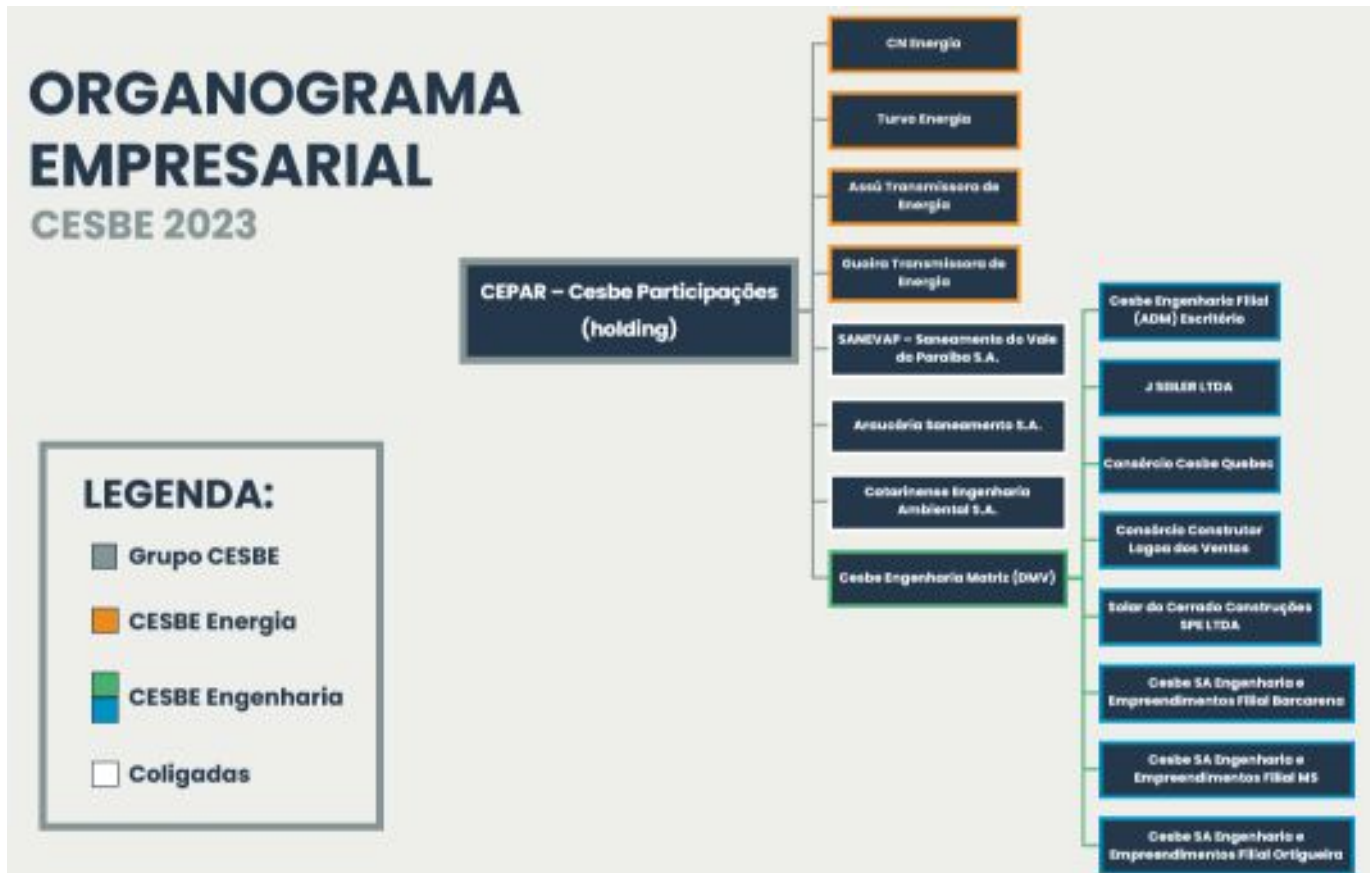 ORGANOGRAMA
EMPRESARIAL
CESBE 2023
CEPAR – Cesbe Participações
(holding)
CN Energia
Turvo Energia
Assú Transmissora de
Energia
Guaíra Transmissora de
Energia
SANEVAP – Saneamento do Vale
do Paraíba S.A.
Araucária Saneamento S.A.
Catarinense Engenharia
Ambiental S.A.
Cesbe Engenharia Matriz (DMV)
Cesbe Engenharia Filial
(ADM) Escritório
LTDA
Consórcio Cesbe Quebec
Consórcio Construtor
Lagoa dos Ventos
Solar do Cerrado Construções
SPE LTDA
Cesbe SA Engenharia e
Empreendimentos Filial Barcarena
Cesbe SA Engenharia e
Empreendimentos Filial MS
Cesbe SA Engenharia e
Empreendimentos Filial Ortigueira
LEGENDA:
Grupo CESBE
CESBE Energia
CESBE Engenharia
Coligadas